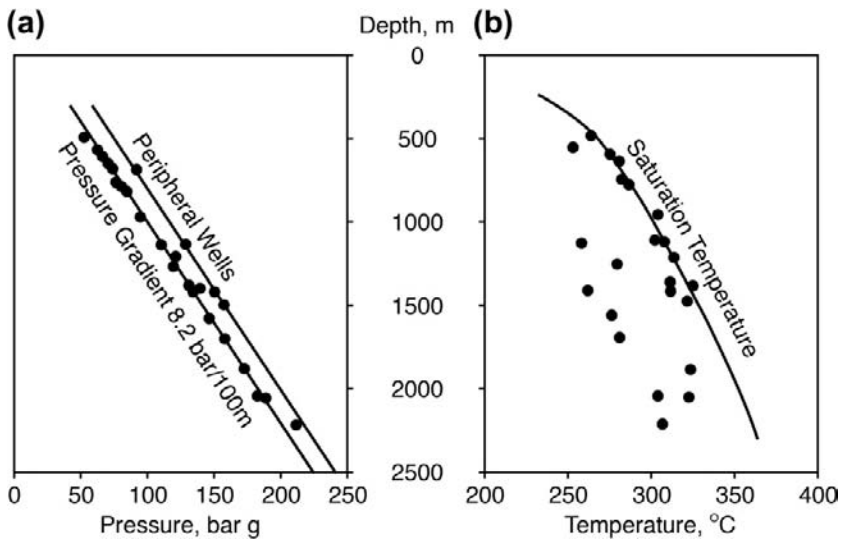 (a)
Depth, m
(b)
0
500
1000
1500
2000
2500
Peripheral Wells
Pressure Gradient 8.2 bar/100m
Saturation Temperature
0
50
100
150
200
250
200
250
300
350
400
Pressure, bar g
Temperature, °C